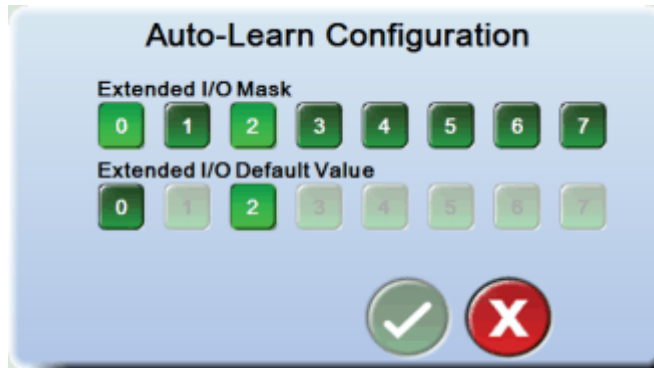 Auto-Learn Configuration
Extended I/O Mask
0 1 2 3 4 5 6 7
Extended I/O Default Value
0 1 2 3 4 5 6 7